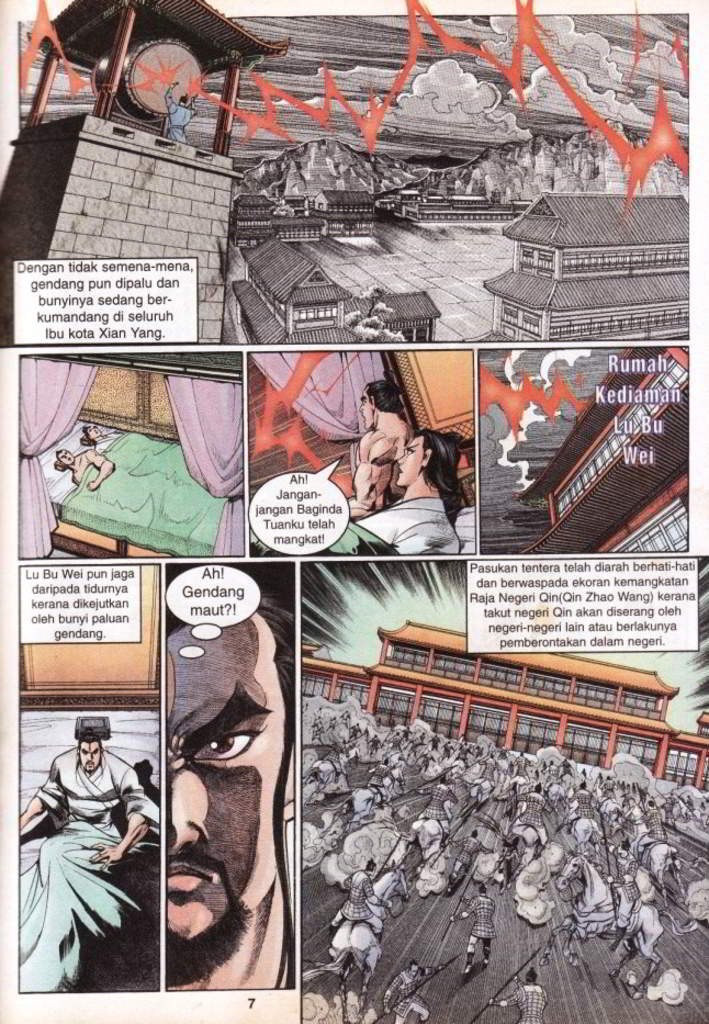 Dengan tidak semena-mena,
gendang pun dipalu dan
bunyinya sedang ber-
kumandang di seluruh
Ibu kota Xian Yang.
Ah!
Jangan-
jangan Baginda
Tuanku telah
mangkat!
Rumah
Kediaman
Lu Bu
Wei
Lu Bu Wei pun jaga
daripada tidurnya
kerana dikejutkan
oleh bunyi paluan
gendang.
Ah!
Gendang
maut?!
Pasukan tentera telah diarah berhati-hati
dan berwaspada ekoran kemangkatan
Raja Negeri Qin(Qin Zhao Wang) kerana
takut negeri Qin akan diserang oleh
negeri-negeri lain atau berlakunya
pemberontakan dalam negeri.
7